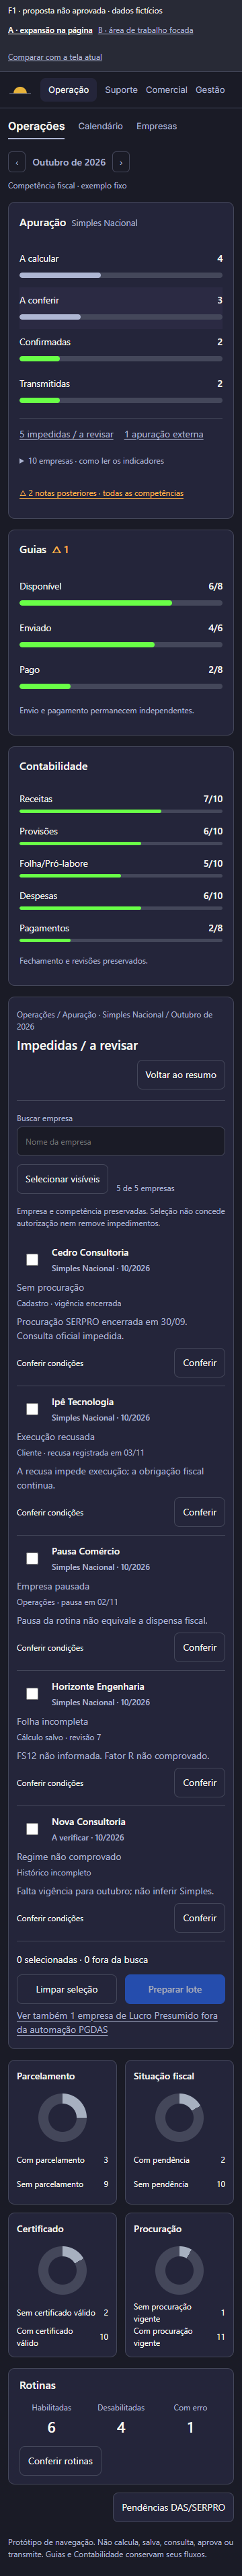 F1 · proposta não aprovada · dados fictícios
A · expansão na página B · área de trabalho focada
Comparar com a tela atual
Operação Suporte Comercial Gestão
Operações Calendário Empresas
‹ Outubro de 2026 ›
Competência fiscal · exemplo fixo
Apuração Simples Nacional
A calcular 4
A conferir 3
Confirmadas 2
Transmitidas 2
5 impedidas / a revisar 1 apuração externa
▶ 10 empresas · como ler os indicadores
△ 2 notas posteriores · todas as competências
Guias △ 1
Disponível 6/8
Enviado 4/6
Pago 2/8
Envio e pagamento permanecem independentes.
Contabilidade
Receitas 7/10
Provisões 6/10
Folha/Pró-labore 5/10
Despesas 6/10
Pagamentos 2/8
Fechamento e revisões preservados.
Operações / Apuração · Simples Nacional / Outubro de
2026
Impedidas / a revisar
Voltar ao resumo
Buscar empresa
Nome da empresa
Selecionar visíveis 5 de 5 empresas
Empresa e competência preservadas. Seleção não concede
autorização nem remove impedimentos.
Cedro Consultoria
Simples Nacional · 10/2026
Sem procuração
Cadastro · vigência encerrada
Procuração SERPRO encerrada em 30/09.
Consulta oficial impedida.
Conferir condições Conferir
Ipê Tecnologia
Simples Nacional · 10/2026
Execução recusada
Cliente · recusa registrada em 03/11
A recusa impede execução; a obrigação fiscal
continua.
Conferir condições Conferir
Pausa Comércio
Simples Nacional · 10/2026
Empresa pausada
Operações · pausa em 02/11
Pausa da rotina não equivale a dispensa fiscal.
Conferir condições Conferir
Horizonte Engenharia
Simples Nacional · 10/2026
Folha incompleta
Cálculo salvo · revisão 7
FS12 não informada. Fator R não comprovado.
Conferir condições Conferir
Nova Consultoria
A verificar · 10/2026
Regime não comprovado
Histórico incompleto
Falta vigência para outubro; não inferir Simples.
Conferir condições Conferir
0 selecionadas · 0 fora da busca
Limpar seleção Preparar lote
Ver também 1 empresa de Lucro Presumido fora
da automação PGDAS
Parcelamento
Com parcelamento 3
Sem parcelamento 9
Situação fiscal
Com pendência 2
Sem pendência 10
Certificado
Sem certificado válido 2
Com certificado
válido 10
Procuração
Sem procuração
vigente 1
Com procuração
vigente 11
Rotinas
Habilitadas Desabilitadas Com erro
6 4 1
Conferir rotinas
Pendências DAS/SERPRO
Protótipo de navegação. Não calcula, salva, consulta, aprova ou
transmite. Guias e Contabilidade conservam seus fluxos.